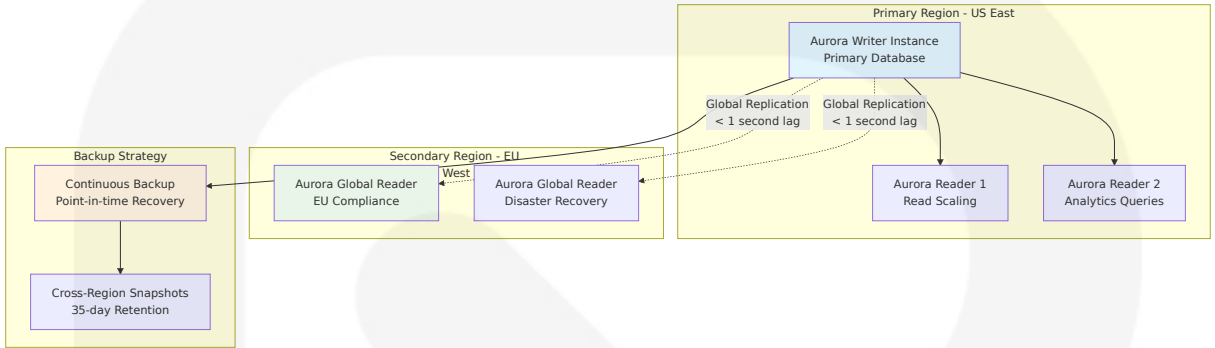 Primary Region - US East
Aurora Writer Instance
Primary Database
Global Replication
< 1 second lag
Global Replication
< 1 second lag
Backup Strategy
Continuous Backup
Point-in-time Recovery
Cross-Region Snapshots
35-day Retention
Secondary Region - EU
West
Aurora Global Reader
EU Compliance
Aurora Global Reader
Disaster Recovery
Aurora Reader 1
Read Scaling
Aurora Reader 2
Analytics Queries